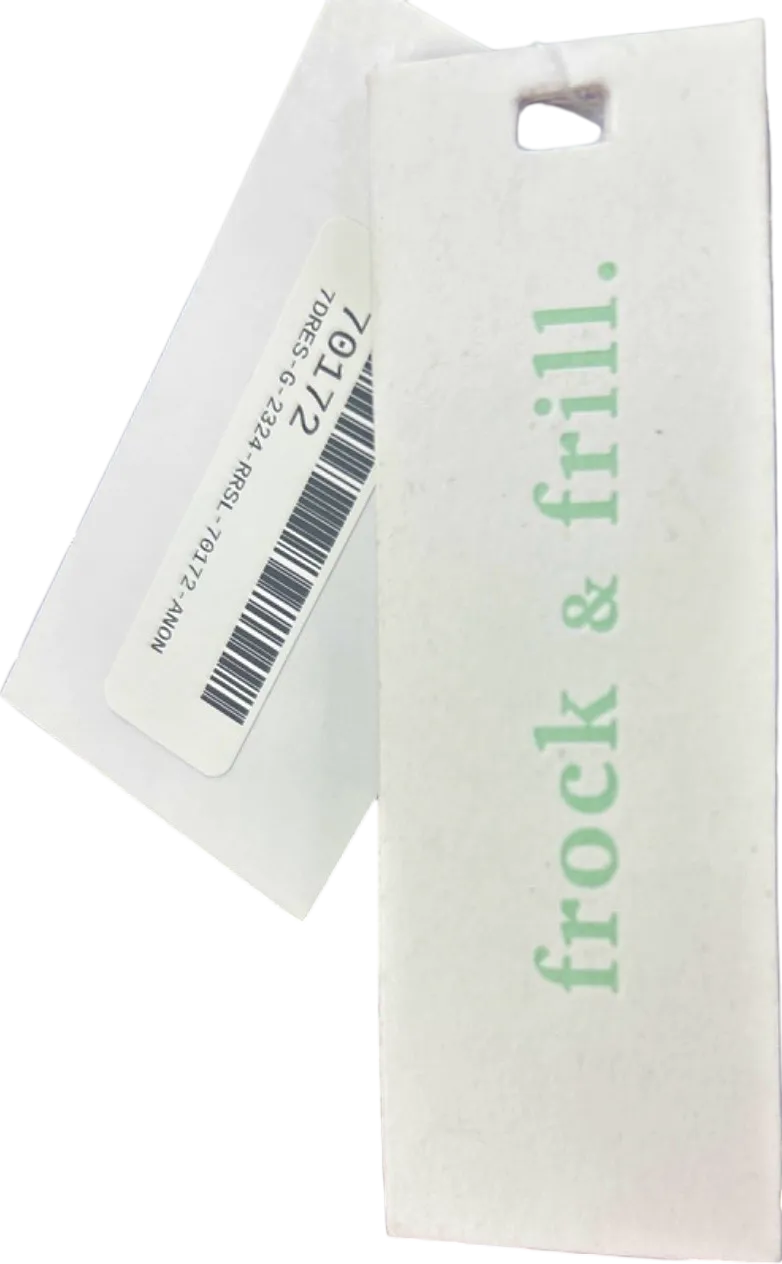 frock & frill.
70172
7DRES-G-2324-RRSL-70172-ANON